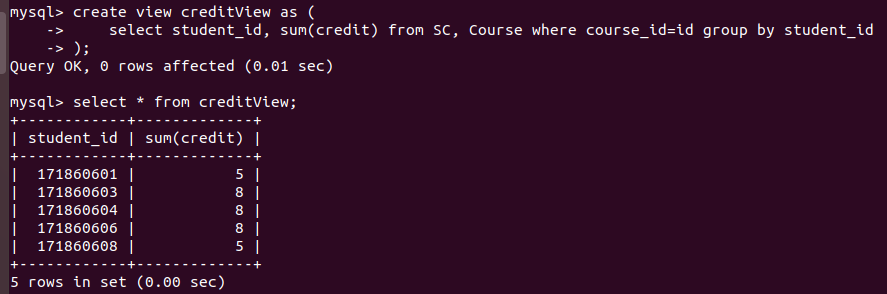 mysql> create view creditView as (
    ->     select student_id, sum(credit) from SC, Course where course_id=id group by student_id
    -> );
Query OK, 0 rows affected (0.01 sec)

mysql> select * from creditView;
+------------+-------------+
| student_id | sum(credit) |
+------------+-------------+
|  171860601 |           5 |
|  171860603 |           8 |
|  171860604 |           8 |
|  171860606 |           8 |
|  171860608 |           5 |
+------------+-------------+
5 rows in set (0.00 sec)